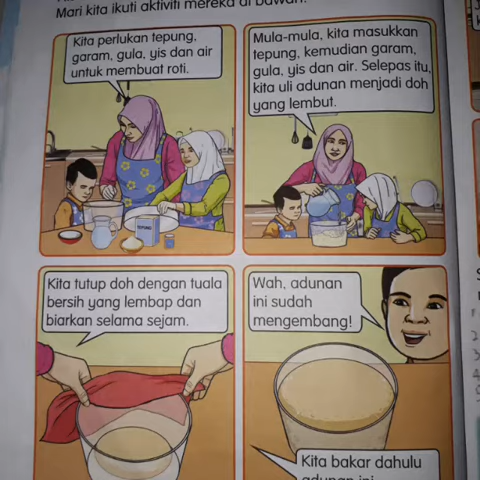 Mari kita ikuti aktiviti mereka di bawah.
Kita perlukan tepung,
garam, gula, yis dan air
untuk membuat roti.
Mula-mula, kita masukkan
tepung, kemudian garam,
gula, yis dan air. Selepas itu,
kita uli adunan menjadi doh
yang lembut.
Kita tutup doh dengan tuala
bersih yang lembap dan
biarkan selama sejam.
Wah, adunan
ini sudah
mengembang!
Kita bakar dahulu
adunan ini